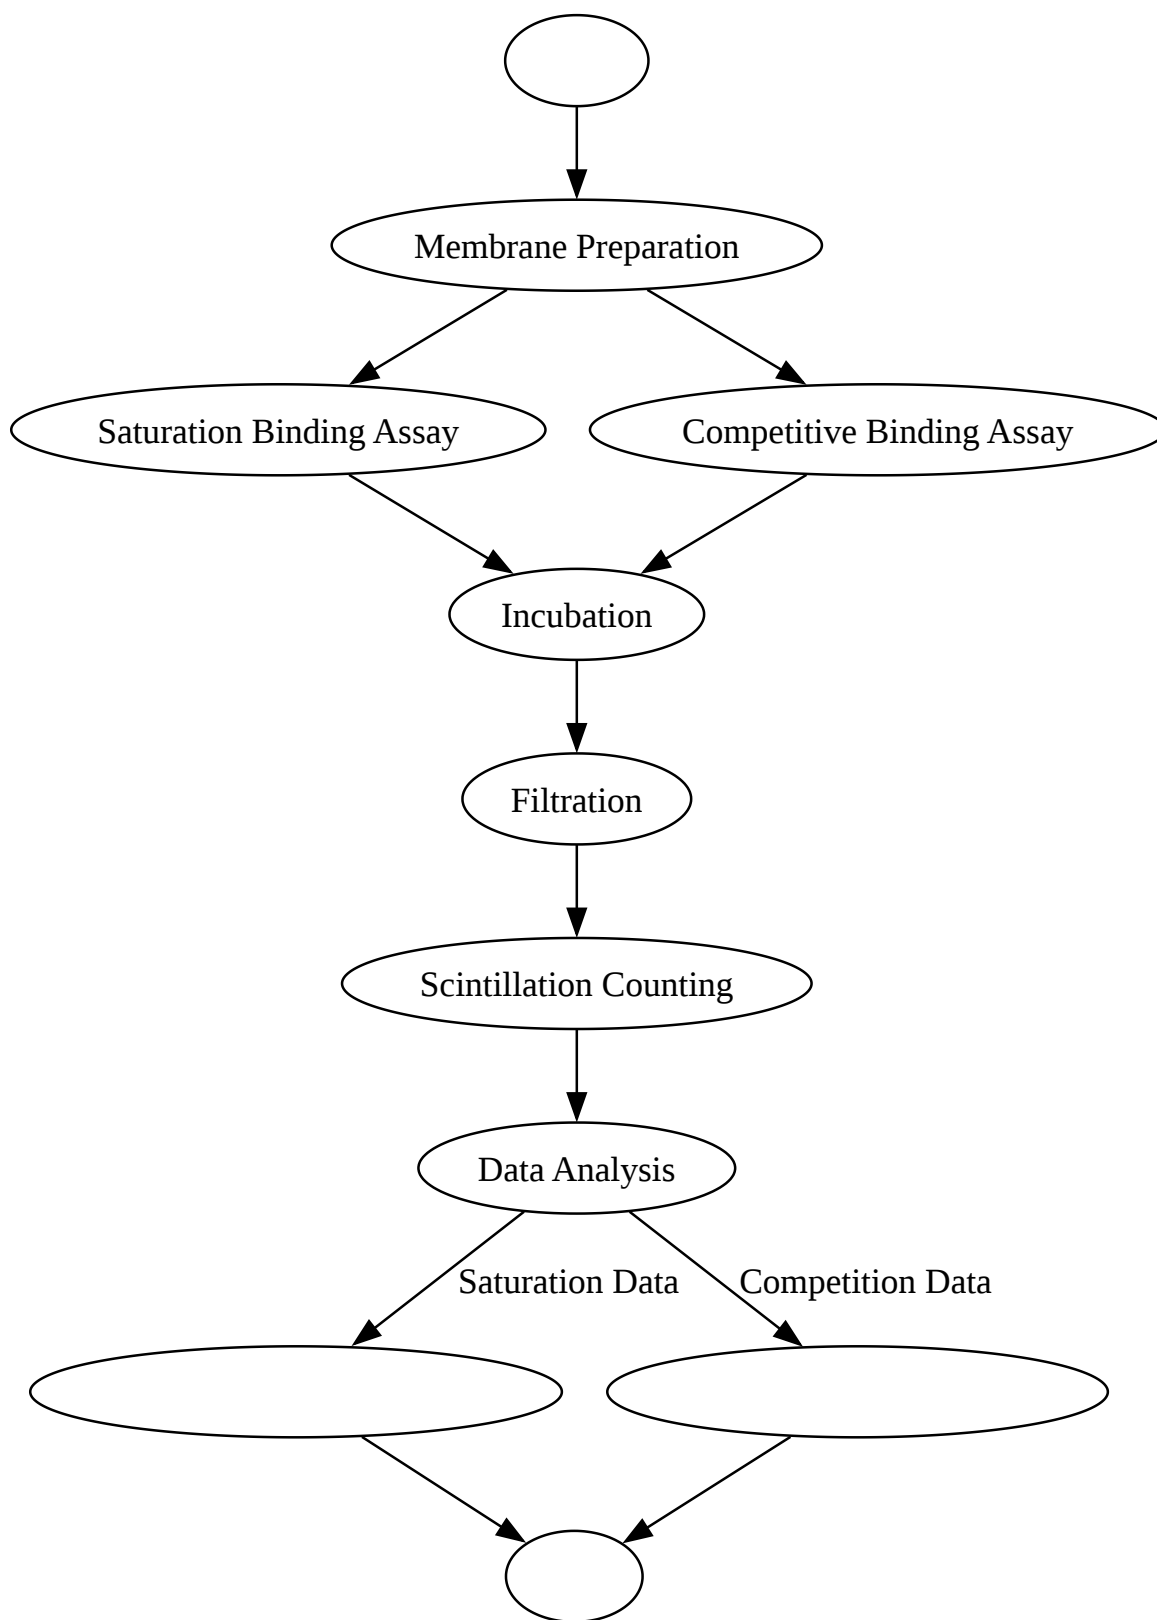 Membrane Preparation
Saturation Binding Assay
Competitive Binding Assay
Incubation
Filtration
Scintillation Counting
Data Analysis
Saturation Data
Competition Data